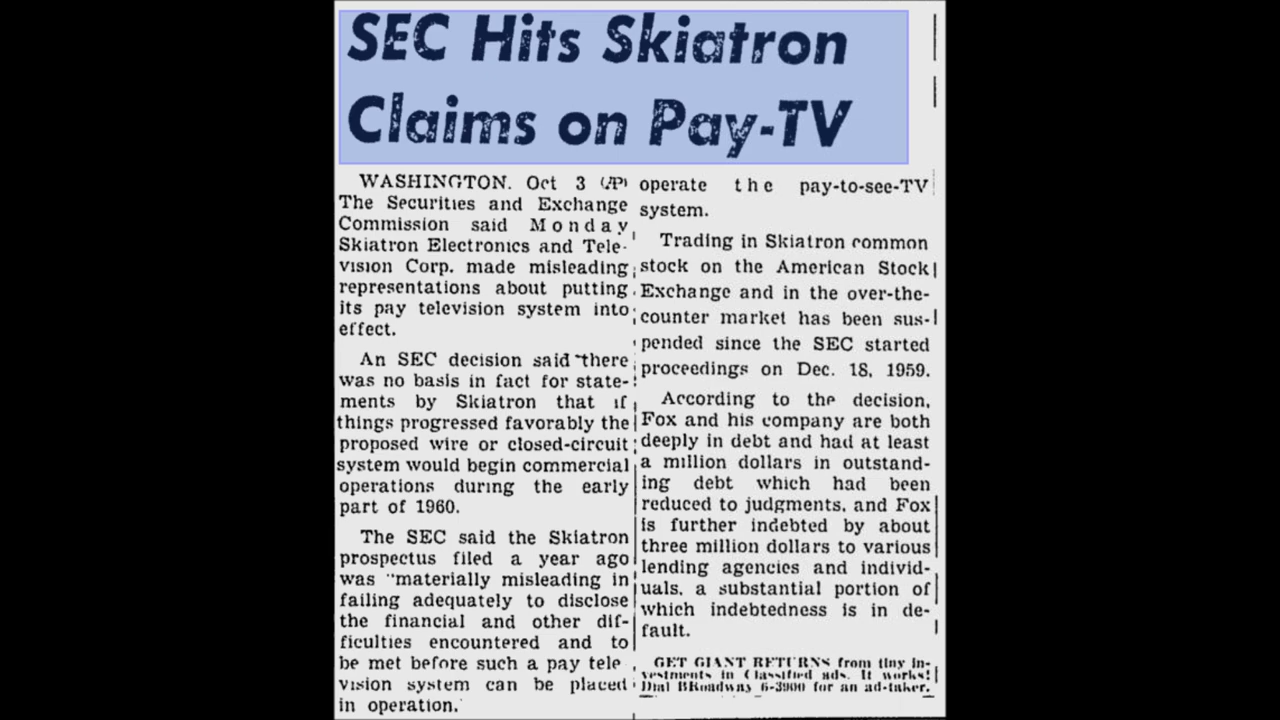 SEC Hits Skiatron
Claims on Pay-TV
WASHINGTON. Oct 3 (AP)
The Securities and Exchange
Commission said Monday
Skiatron Electronics and Tele-
vision Corp. made misleading
representations about putting
its pay television system into
effect.
An SEC decision said "there
was no basis in fact for state-
ments by Skiatron that if
things progressed favorably the
proposed wire or closed-circuit
system would begin commercial
operations during the early
part of 1960.
The SEC said the Skiatron
prospectus filed a year ago
was "materially misleading in
failing adequately to disclose
the financial and other dif-
ficulties encountered and to
be met before such a pay tele
vision system can be placed
in operation.
operate the pay-to-see-TV
system.
Trading in Skiatron common
stock on the American Stock
Exchange and in the over-the-
counter market has been sus-
pended since the SEC started
proceedings on Dec. 18, 1959.
According to the decision,
Fox and his company are both
deeply in debt and had at least
a million dollars in outstand-
ing debt which had been
reduced to judgments, and Fox
is further indebted by about
three million dollars to various
lending agencies and individ-
uals, a substantial portion of
which indebtedness is in de-
fault.
GET GIANT RETURNS from tiny in-
vestments in Classified ads. It works!
Dial BRoadway 6-3900 for an ad-taker.